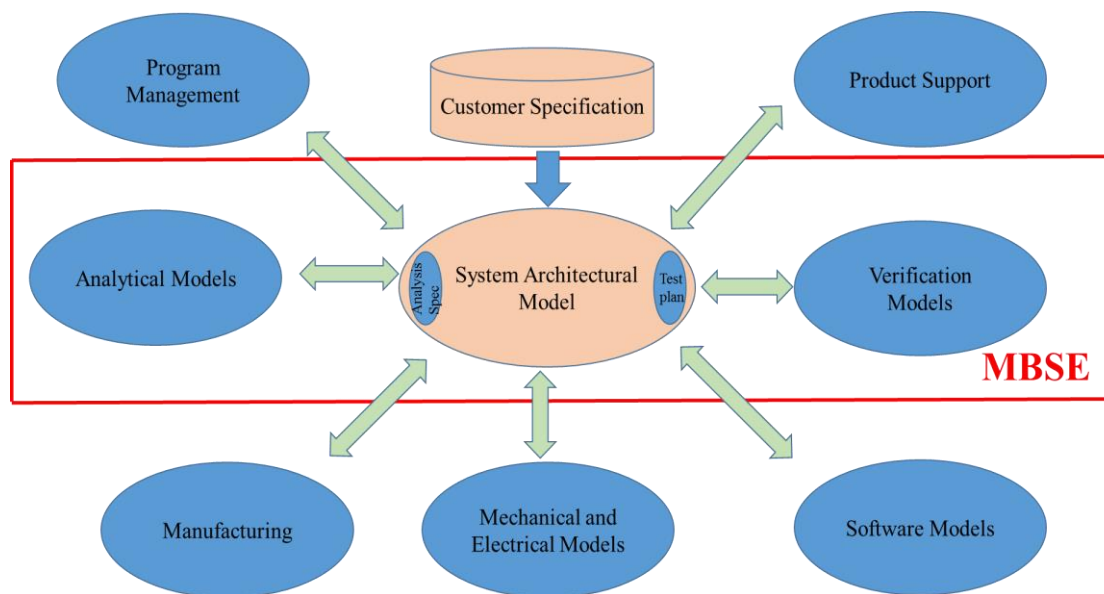 Program
Management
Customer Specification
Product Support
Analytical Models
Analysis
Spec
System Architectural
Model
Test
plan
Verification
Models
MBSE
Manufacturing
Mechanical and
Electrical Models
Software Models